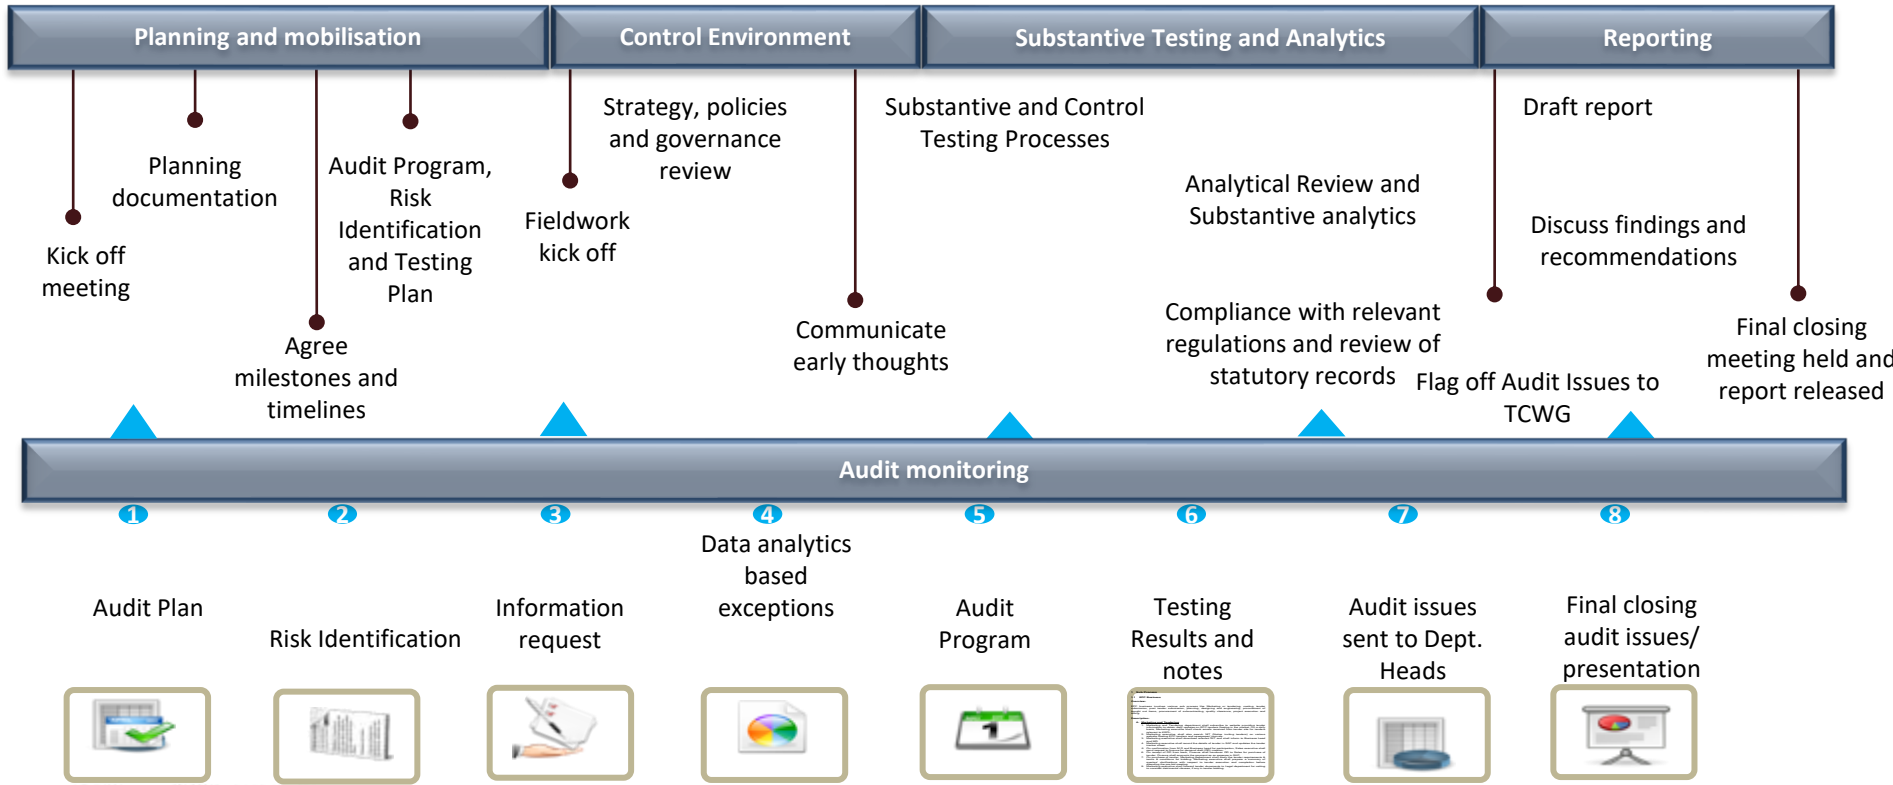 Planning and mobilisation
Control Environment
Substantive Testing and Analytics
Reporting
Kick off
meeting
Planning
documentation
Agree
milestones and
timelines
Audit Program,
Risk
Identification
and Testing
Plan
Fieldwork
kick off
Strategy, policies
and governance
review
Communicate
early thoughts
Substantive and Control
Testing Processes
Analytical Review and
Substantive analytics
Compliance with relevant
regulations and review of
statutory records
Draft report
Discuss findings and
recommendations
Flag off Audit Issues to
TCWG
Final closing
meeting held and
report released
Audit monitoring
1
2
3
4
5
6
7
8
Audit Plan
Risk Identification
Information
request
Data analytics
based
exceptions
Audit
Program
Testing
Results and
notes
Audit issues
sent to Dept.
Heads
Final closing
audit issues/
presentation
1